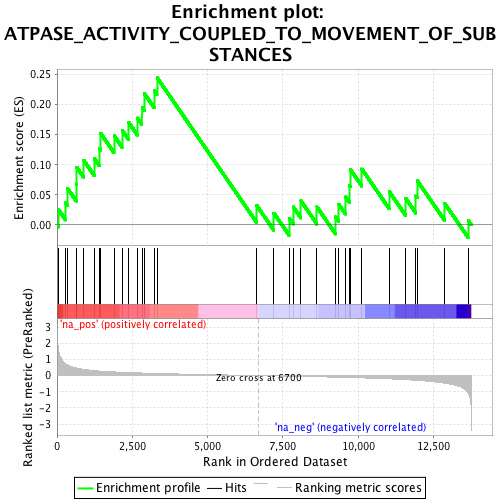 Enrichment plot:
ATPASE_ACTIVITY_COUPLED_TO_MOVEMENT_OF_SUB
STANCES
Enrichment score (ES)
0.25
0.20
0.15
0.10
0.05
0.00
'na_pos' (positively correlated)
Ranked list metric (PreRanked)
3
2
1
0
-1
-2
-3
Zero cross at 6700
'na_neg' (negatively correlated)
0
2,500
5,000
7,500
10,000
12,500
Rank in Ordered Dataset
Enrichment profile
Hits
Ranking metric scores